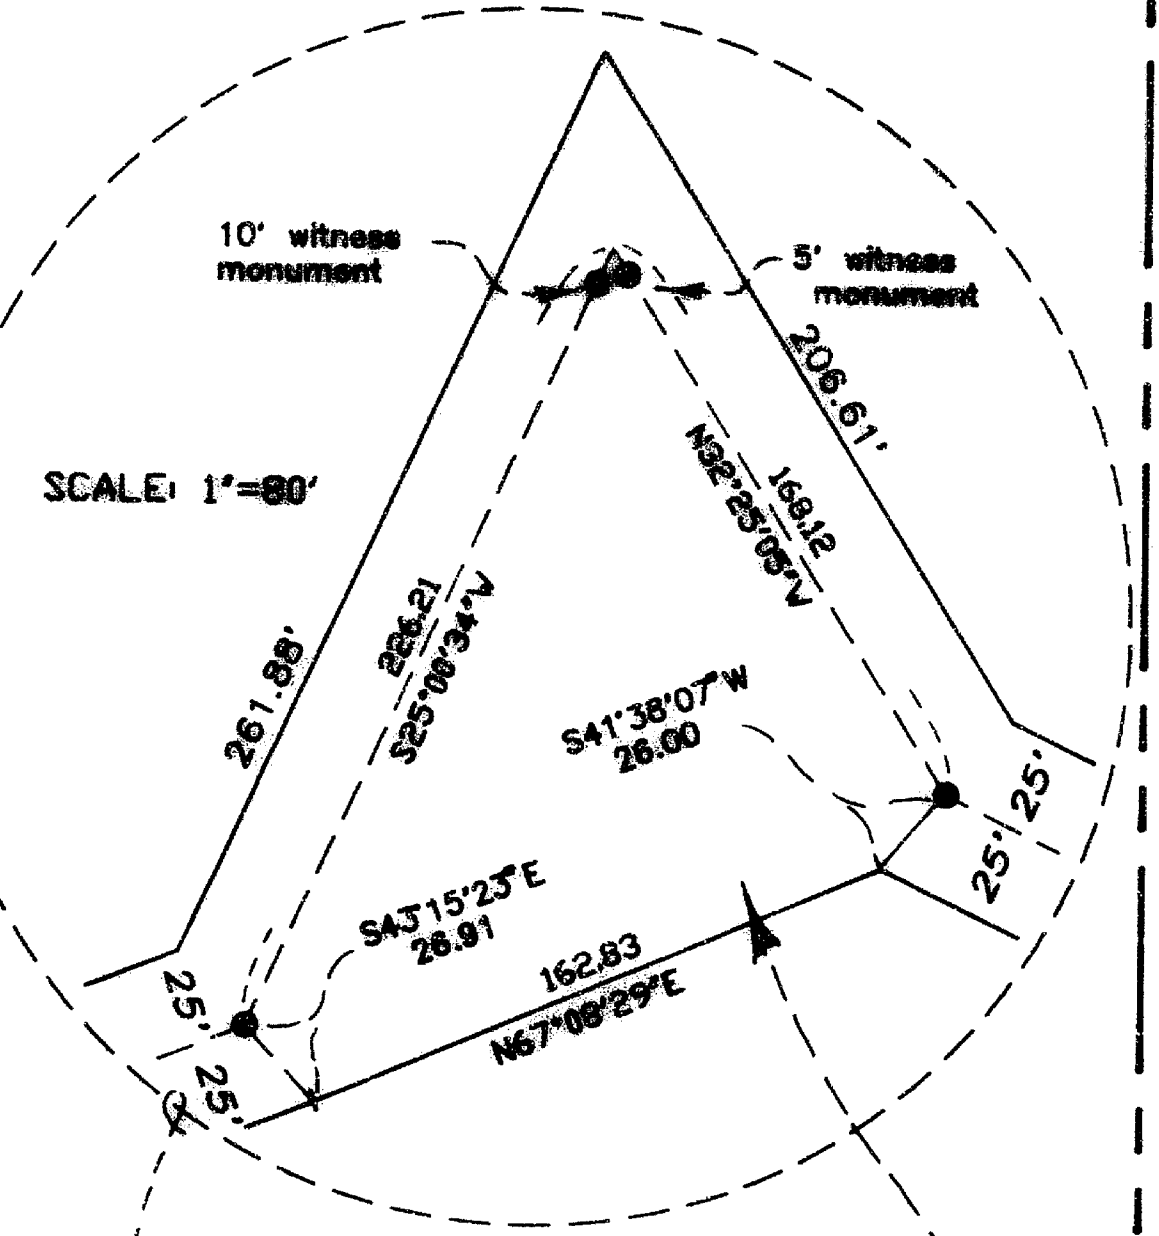 10' witness
monument
5' witness
monument
206.61'
SCALE: 1"=80'
N32°25'05"W
168.12
226.21
S25°00'34"W
261.88'
S41°38'07"W
26.00
25'
25'
S43°15'23"E
26.91
162.83
N67°08'29"E
25'
25'